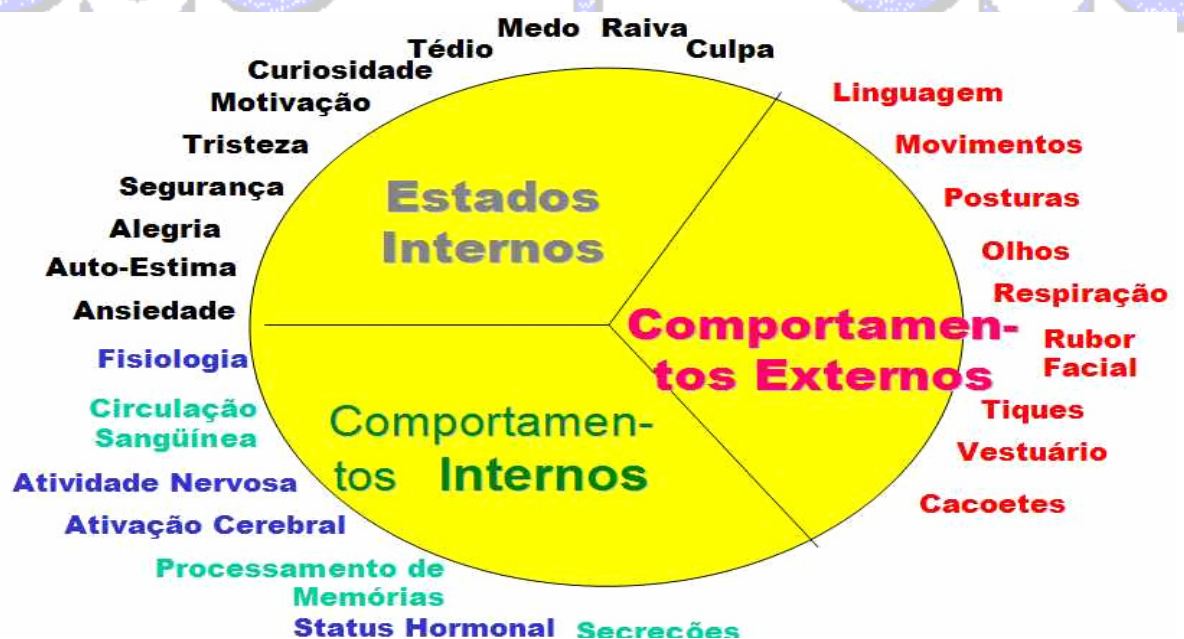 Medo Raiva
Tédio
Culpa
Curiosidade
Motivação
Tristeza
Segurança
Alegria
Auto-Estima
Ansiedade
Estados
Internos
Linguagem
Movimentos
Posturas
Olhos
Respiração
Rubor
Facial
Tiques
Vestuário
Cacoetes
Comportamen-
tos Externos
Fisiologia
Circulação
Sangüínea
Atividade Nervosa
Ativação Cerebral
Processamento de
Memórias
Status Hormonal
Secreções
Comportamen-
tos Internos